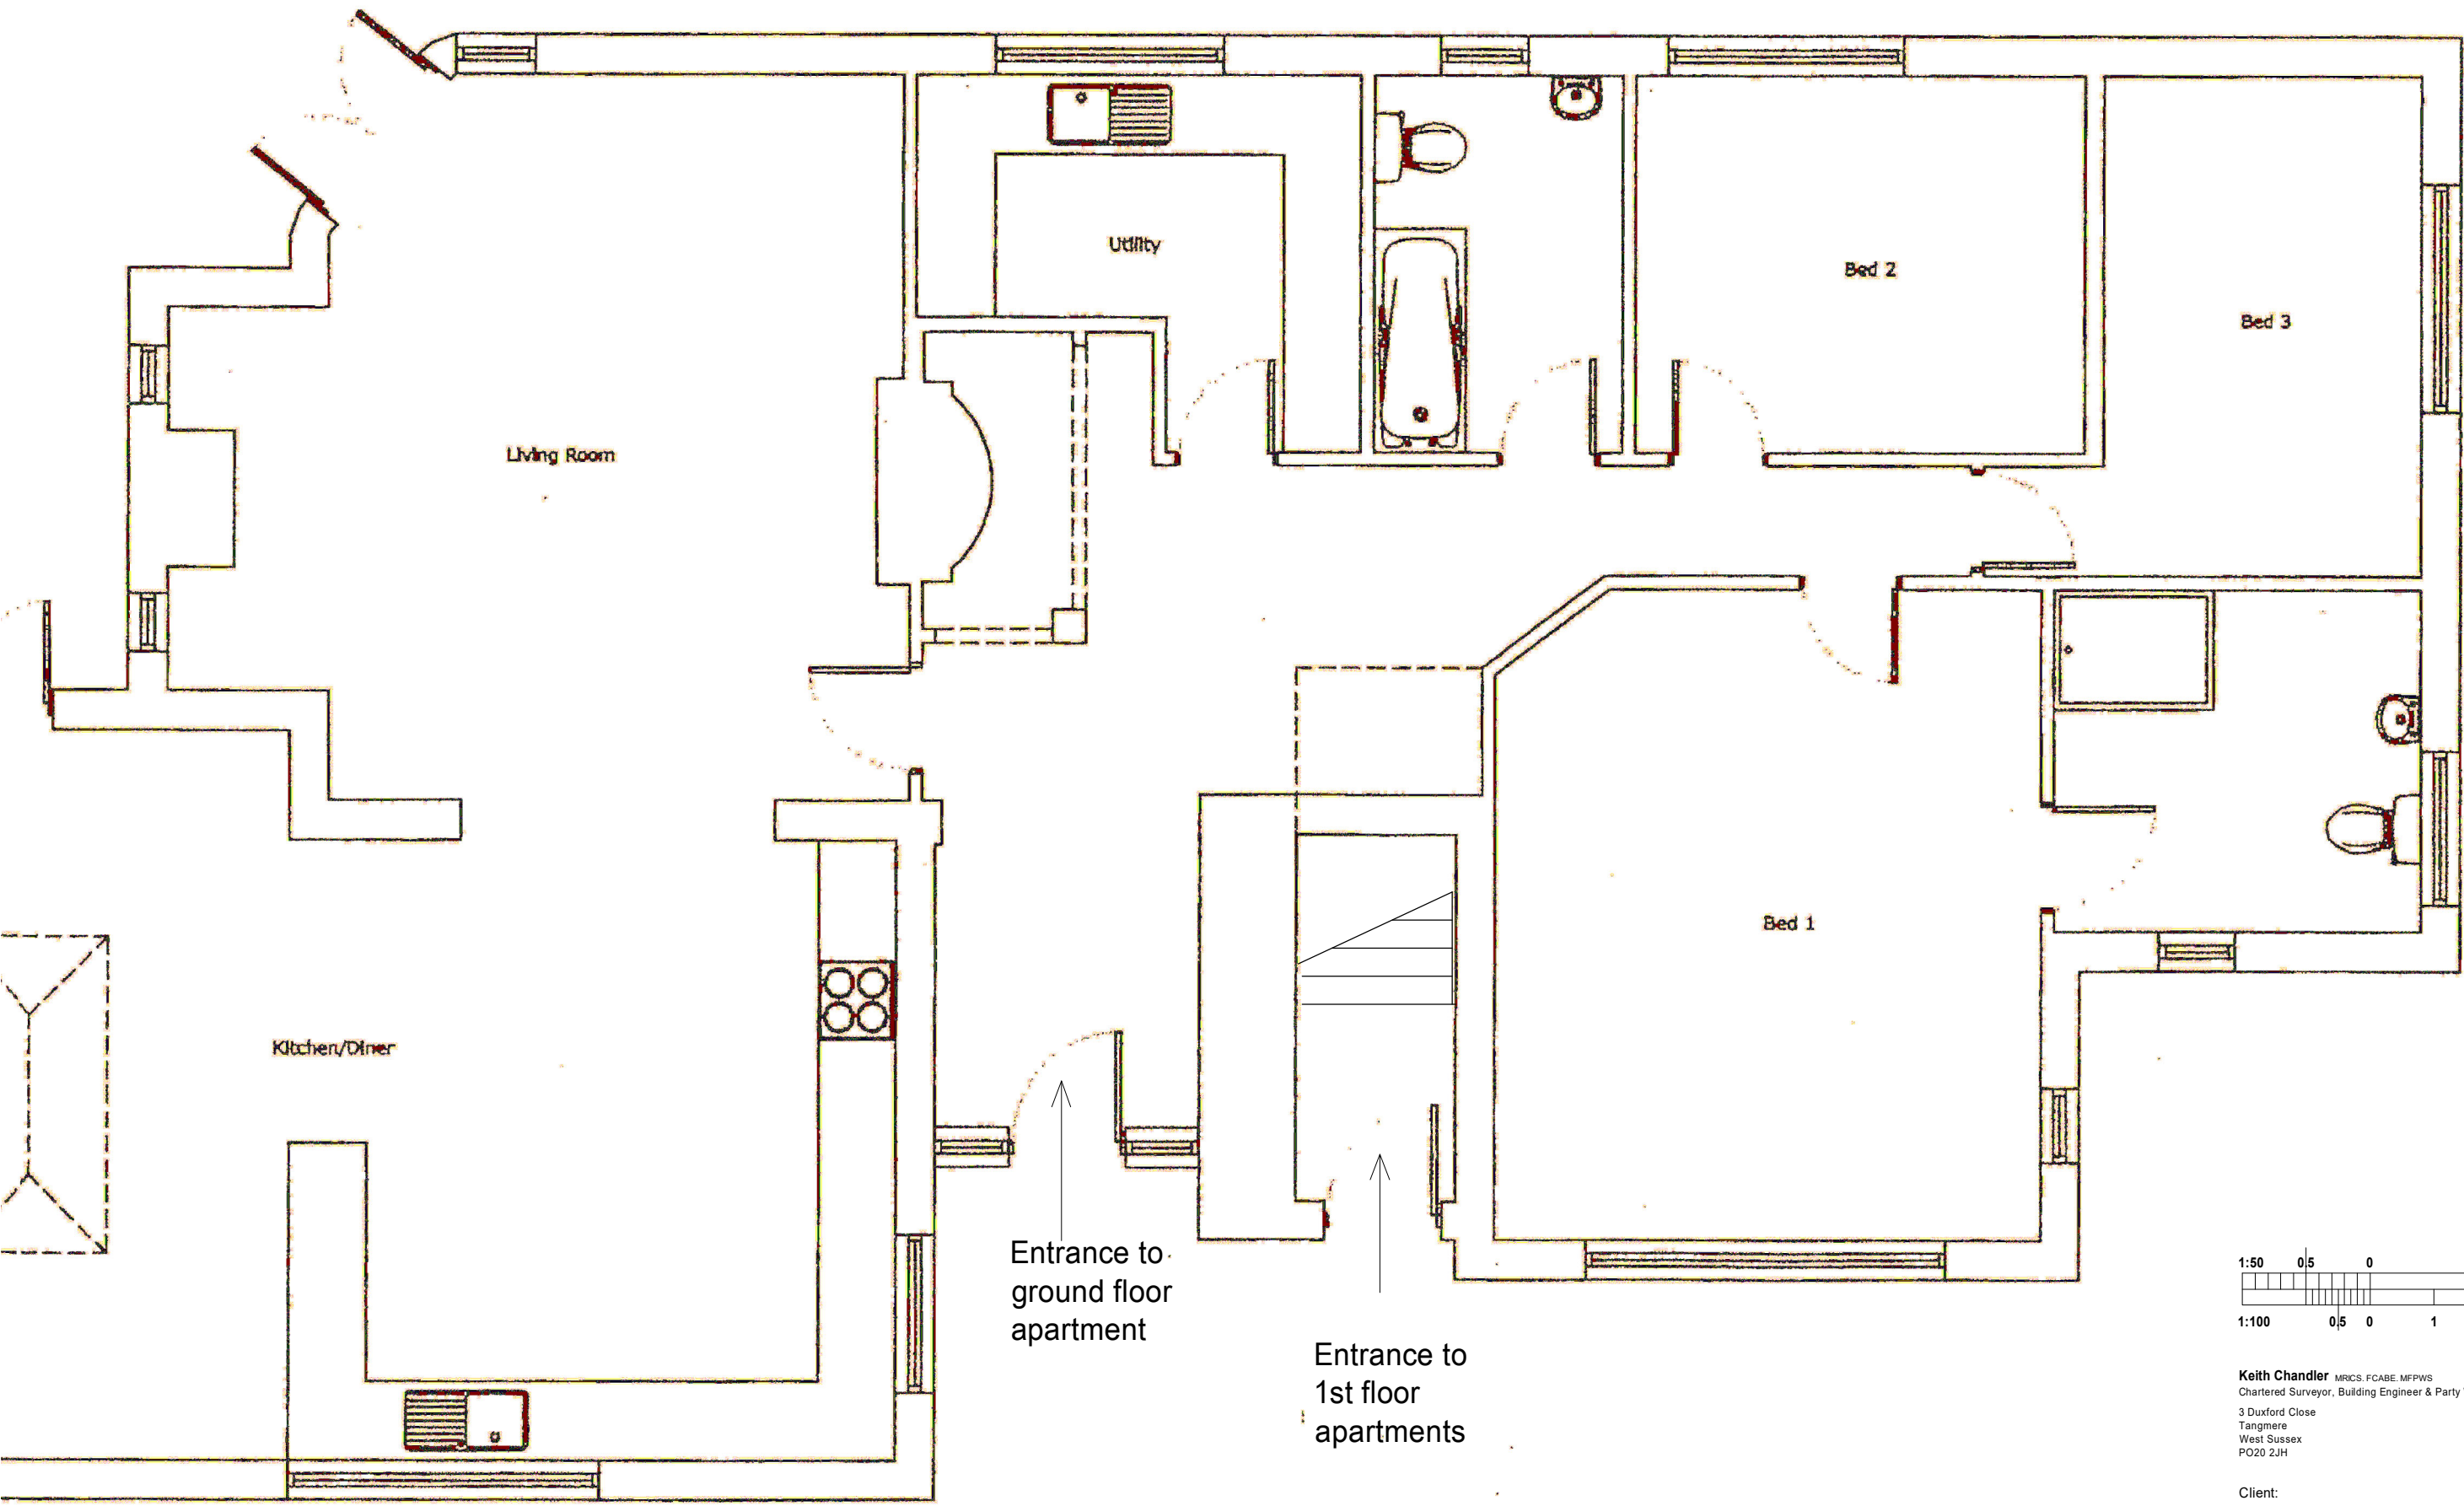 Utility
Bed 2
Bed 3
Living Room
Bed 1
Kitchen/Diner
Entrance to
ground floor
apartment
Entrance to
1st floor
apartments
1:50 0.5 0
1:100 0.5 0 1
Keith Chandler MRICS. FCABE. MFPWS
Chartered Surveyor, Building Engineer & Party
3 Duxford Close
Tangmere
West Sussex
PO20 2JH
Client: